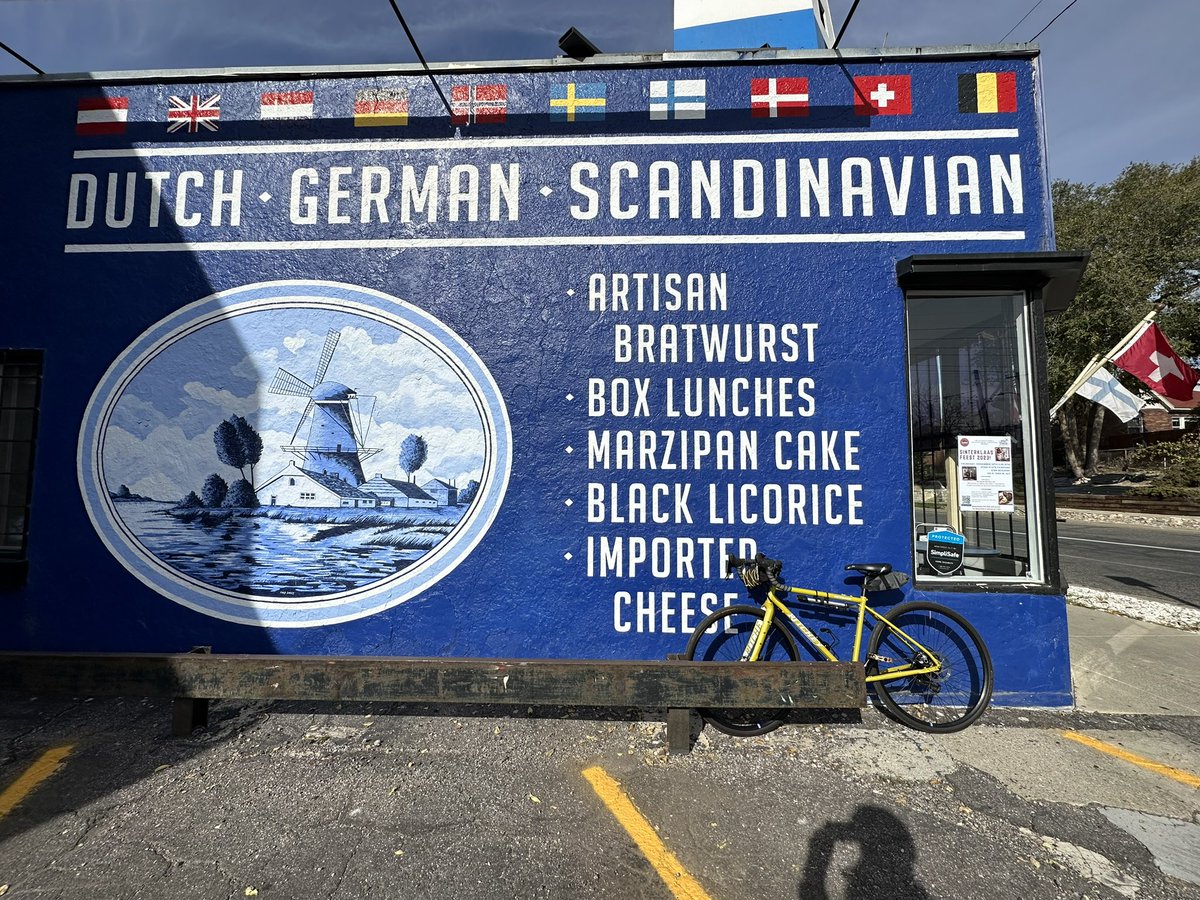 DUTCH · GERMAN · SCANDINAVIAN
· ARTISAN
BRATWURST
· BOX LUNCHES
· MARZIPAN CAKE
· BLACK LICORICE
· IMPORTED
CHEESE
SINTERKLAAS
FEEST 2023!
PROTECTED
SimpliSafe